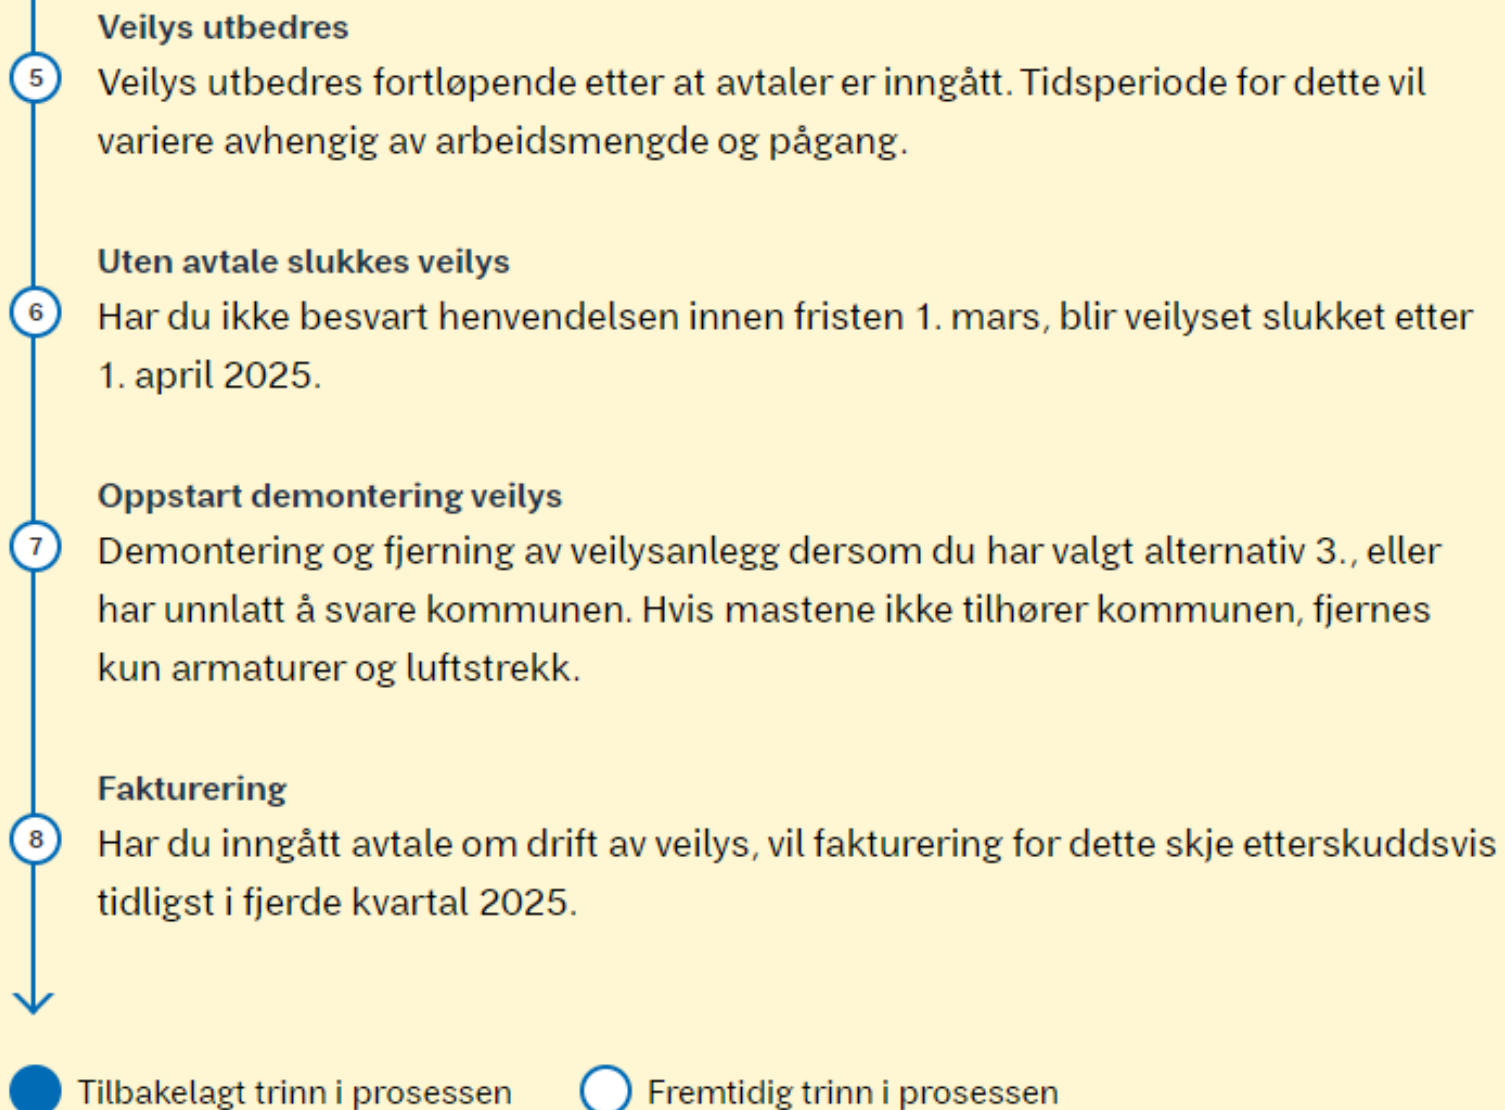 Veilys utbedres
5
Veilys utbedres fortløpende etter at avtaler er inngått. Tidsperiode for dette vil
variere avhengig av arbeidsmengde og pågang.
Uten avtale slukkes veilys
6
Har du ikke besvart henvendelsen innen fristen 1. mars, blir veilyset slukket etter
1. april 2025.
Oppstart demontering veilys
7
Demontering og fjerning av veilysanlegg dersom du har valgt alternativ 3., eller
har unnlatt å svare kommunen. Hvis mastene ikke tilhører kommunen, fjernes
kun armaturer og luftstrekk.
Fakturering
8
Har du inngått avtale om drift av veilys, vil fakturering for dette skje etterskuddsvis
tidligst i fjerde kvartal 2025.
Tilbakelagt trinn i prosessen
Fremtidig trinn i prosessen